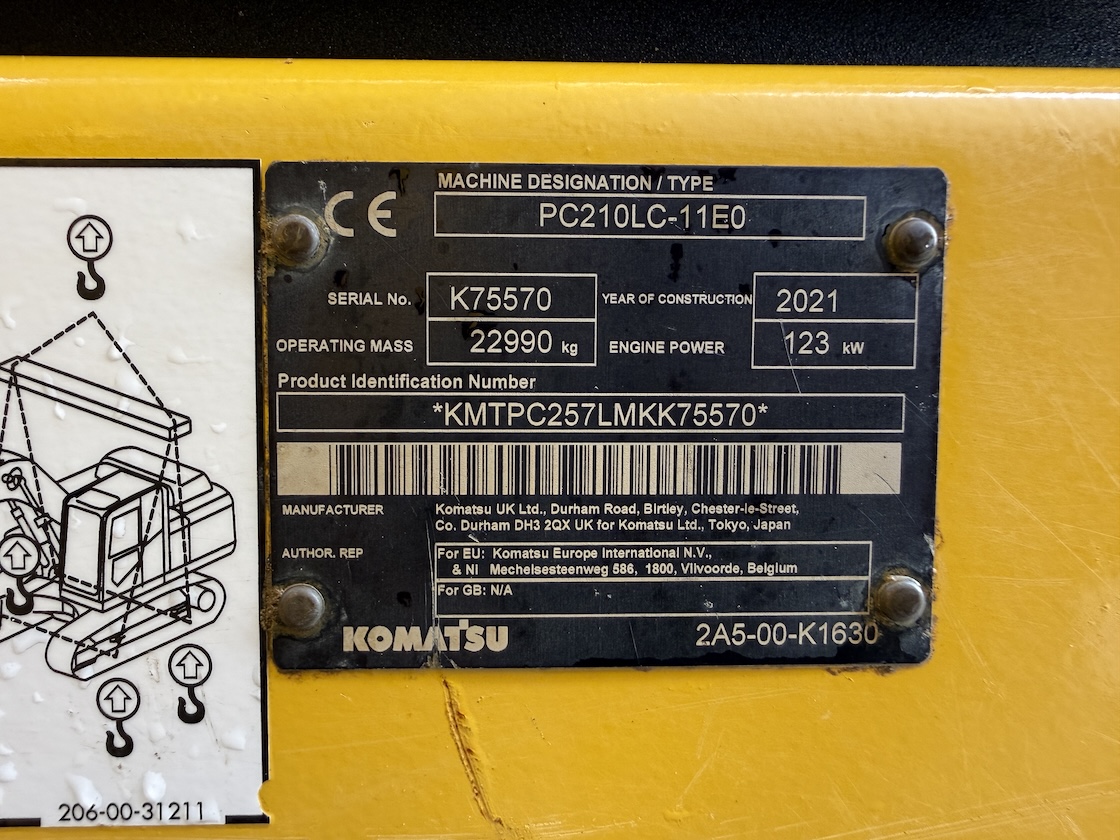 CE
MACHINE DESIGNATION / TYPE
PC210LC-11E0
SERIAL No. K75570 YEAR OF CONSTRUCTION 2021
OPERATING MASS 22990 kg ENGINE POWER 123 kW
Product Identification Number
*KMTPC257LMKK75570*
MANUFACTURER Komatsu UK Ltd., Durham Road, Birtley, Chester-le-Street,
Co. Durham DH3 2QX UK for Komatsu Ltd., Tokyo, Japan
AUTHOR. REP For EU: Komatsu Europe International N.V.,
& NI Mechelsesteenweg 586, 1800, Vilvoorde, Belgium
For GB: N/A
KOMATSU 2A5-00-K1630
206-00-31211